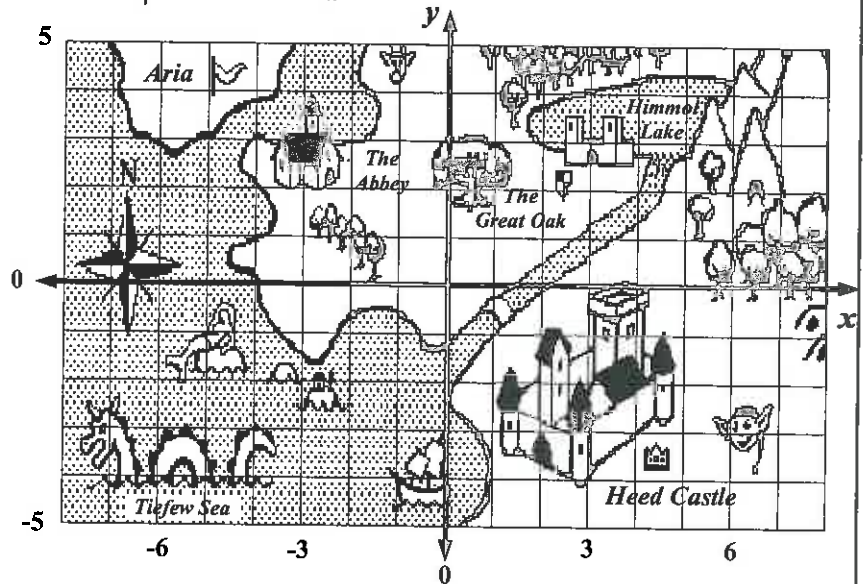 y
5
Aria
Himmol
Lake
The
Abbey
N
The
Great Oak
0
x
Tiefew Sea
Heed Castle
-5
-6
-3
3
6
0